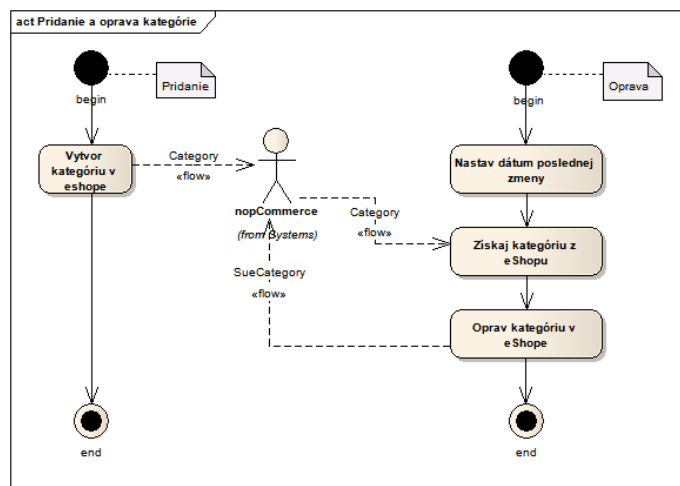 act Pridanie a oprava kategórie
begin
Pridanie
Vytvor
kategóriu v
eshope
Category
«flow»
nopCommerce
(from Systems)
SueCategory
«flow»
end
begin
Oprava
Nastav dátum poslednej
zmeny
Category
«flow»
Získaj kategóriu z
eShopu
Oprav kategóriu v
eShope
end